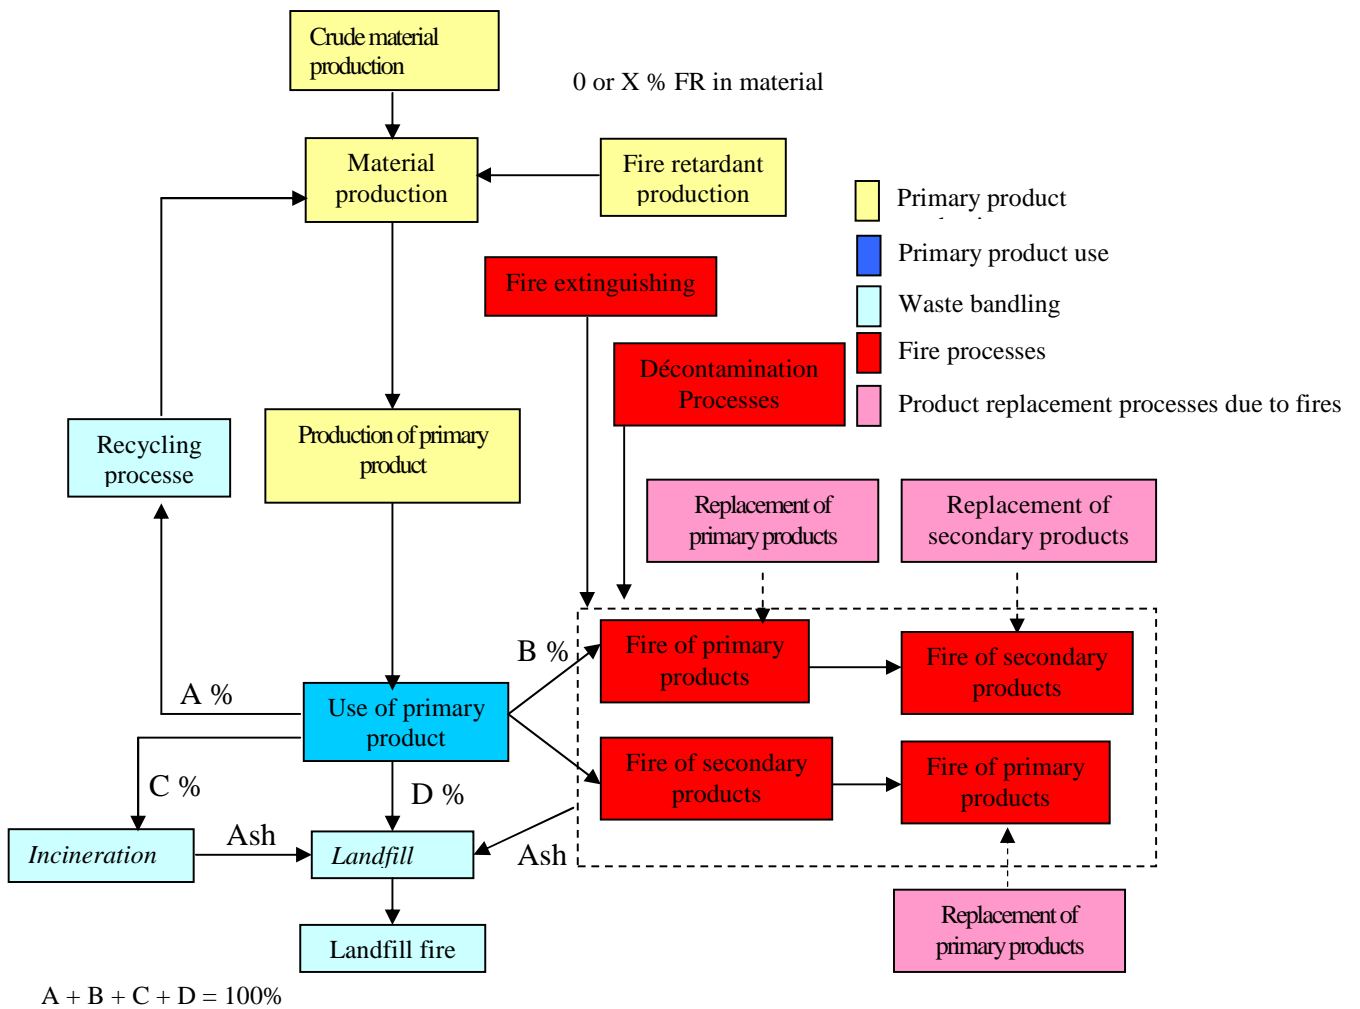 Crude material
production
0 or X % FR in material
Material
production
Fire retardant
production
Primary product
Primary product use
Waste bandling
Fire processes
Product replacement processes due to fires
Fire extinguishing
Décontamination
Processes
Recycling
processe
Production of primary
product
Replacement of
primary products
Replacement of
secondary products
B %
Fire of primary
products
Fire of secondary
products
A %
Use of primary
product
Fire of secondary
products
Fire of primary
products
C %
D %
Incineration
Ash
Landfill
Ash
Landfill fire
Replacement of
primary products
A + B + C + D = 100%